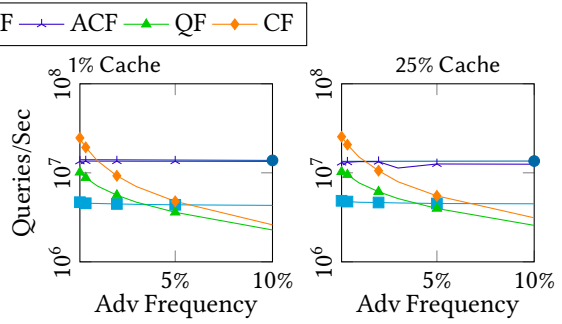 F ACF QF CF
1% Cache 25% Cache
Queries/Sec
10^8 10^8
10^7 10^7
10^6 10^6
5% 10% 5% 10%
Adv Frequency Adv Frequency